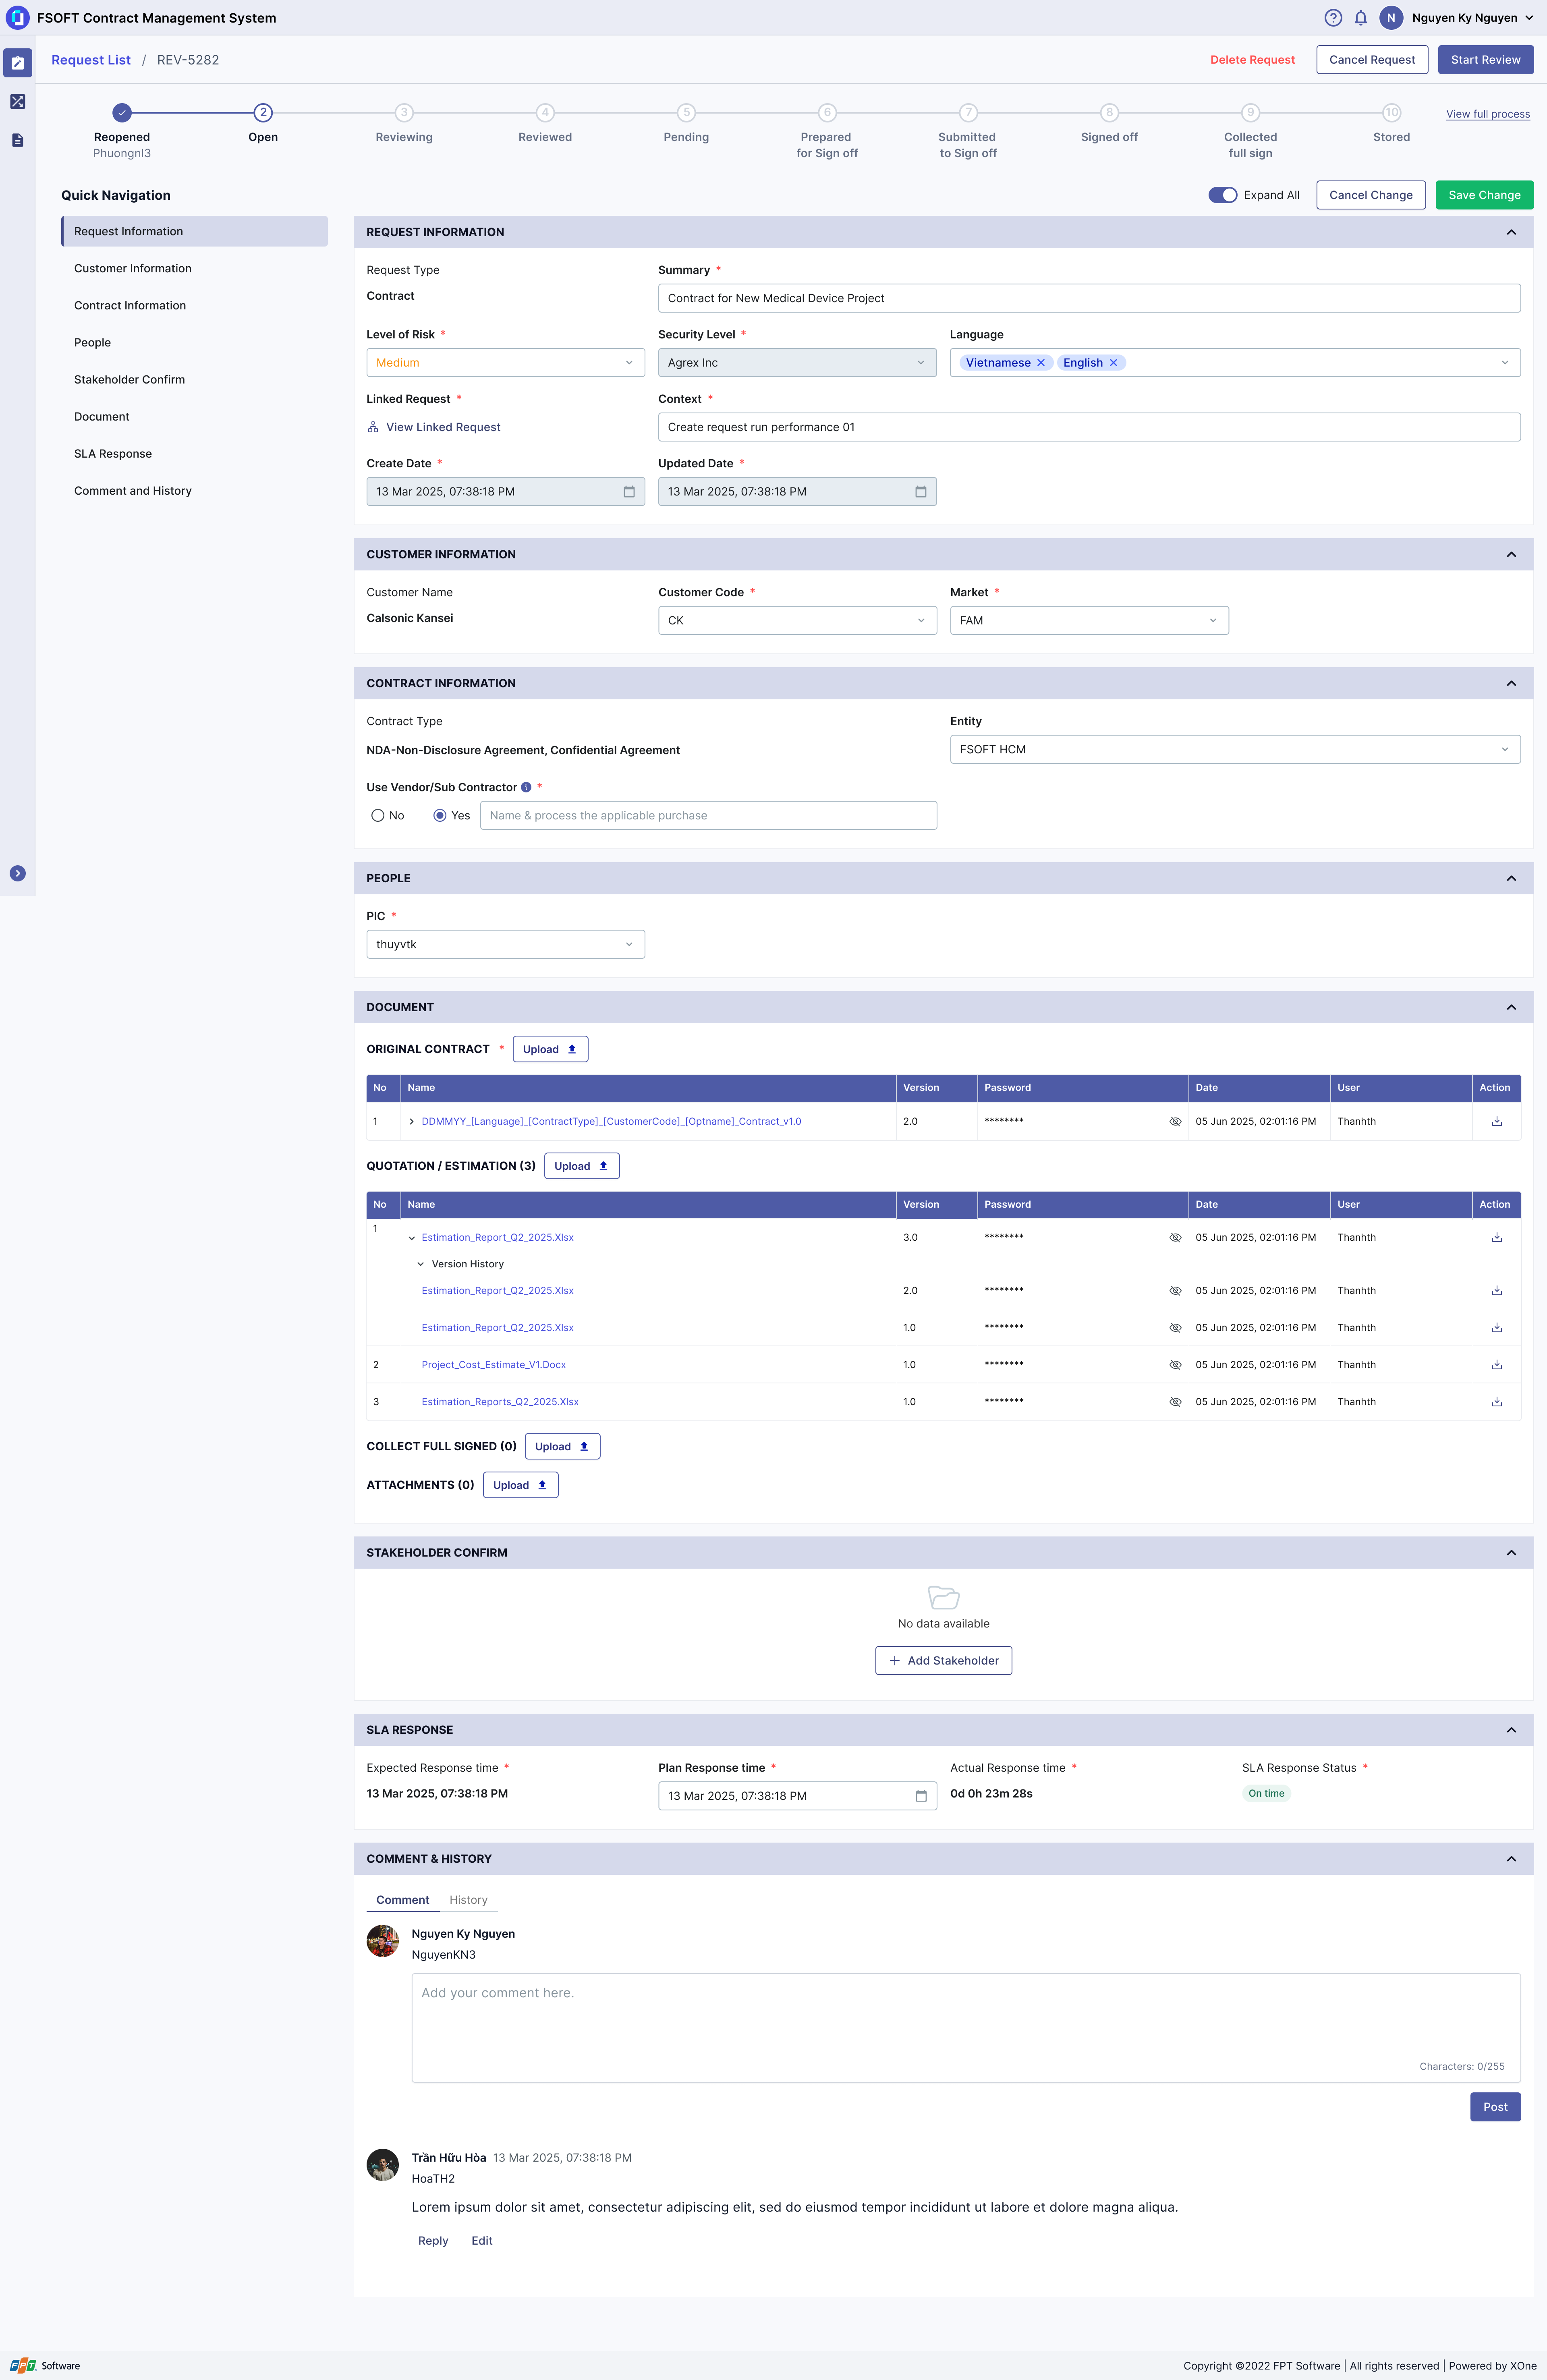 FSOFT Contract Management System
N Nguyen Ky Nguyen
Request List / REV-5282
Delete Request Cancel Request Start Review
2 3 4 5 6 7 8 9 10
View full process
Reopened Open Reviewing Reviewed Pending Prepared for Sign off Submitted to Sign off Signed off Collected full sign Stored
Phuongnl3
Quick Navigation
Request Information
Customer Information
Contract Information
People
Stakeholder Confirm
Document
SLA Response
Comment and History
Expand All Cancel Change Save Change
REQUEST INFORMATION
Request Type Summary *
Contract Contract for New Medical Device Project
Level of Risk * Security Level * Language
Medium Agrex Inc Vietnamese English
Linked Request * Context *
View Linked Request Create request run performance 01
Create Date * Updated Date *
13 Mar 2025, 07:38:18 PM 13 Mar 2025, 07:38:18 PM
CUSTOMER INFORMATION
Customer Name Customer Code * Market *
Calsonic Kansei CK FAM
CONTRACT INFORMATION
Contract Type Entity
NDA-Non-Disclosure Agreement, Confidential Agreement FSOFT HCM
Use Vendor/Sub Contractor *
No Yes Name & process the applicable purchase
PEOPLE
PIC *
thuyvtk
DOCUMENT
ORIGINAL CONTRACT * Upload
No Name Version Password Date User Action
1 DDMMYY_[Language]_[ContractType]_[CustomerCode]_[Optname]_Contract_v1.0 2.0 ******** 05 Jun 2025, 02:01:16 PM Thanhth
QUOTATION / ESTIMATION (3) Upload
No Name Version Password Date User Action
1 Estimation_Report_Q2_2025.Xlsx 3.0 ******** 05 Jun 2025, 02:01:16 PM Thanhth
Version History
Estimation_Report_Q2_2025.Xlsx 2.0 ******** 05 Jun 2025, 02:01:16 PM Thanhth
Estimation_Report_Q2_2025.Xlsx 1.0 ******** 05 Jun 2025, 02:01:16 PM Thanhth
2 Project_Cost_Estimate_V1.Docx 1.0 ******** 05 Jun 2025, 02:01:16 PM Thanhth
3 Estimation_Reports_Q2_2025.Xlsx 1.0 ******** 05 Jun 2025, 02:01:16 PM Thanhth
COLLECT FULL SIGNED (0) Upload
ATTACHMENTS (0) Upload
STAKEHOLDER CONFIRM
No data available
Add Stakeholder
SLA RESPONSE
Expected Response time * Plan Response time * Actual Response time * SLA Response Status *
13 Mar 2025, 07:38:18 PM 13 Mar 2025, 07:38:18 PM 0d 0h 23m 28s On time
COMMENT & HISTORY
Comment History
Nguyen Ky Nguyen
NguyenKN3
Add your comment here.
Characters: 0/255
Post
Trần Hữu Hòa 13 Mar 2025, 07:38:18 PM
HoaTH2
Lorem ipsum dolor sit amet, consectetur adipiscing elit, sed do eiusmod tempor incididunt ut labore et dolore magna aliqua.
Reply Edit
FPT Software
Copyright ©2022 FPT Software | All rights reserved | Powered by XOne